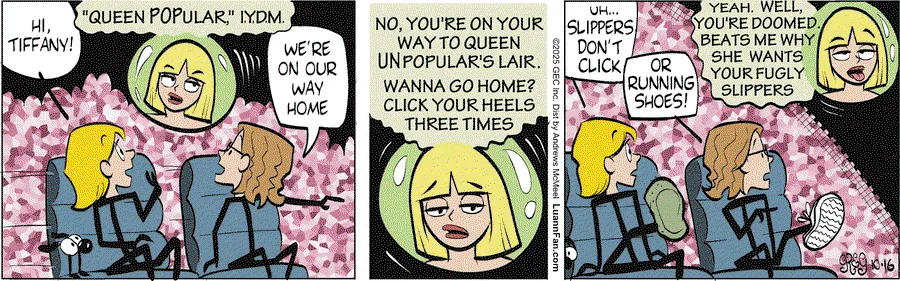 HI,
TIFFANY!
"QUEEN POPULAR," I.Y.D.M.
WE'RE
ON OUR
WAY
HOME
NO, YOU'RE ON YOUR
WAY TO QUEEN
UNPOPULAR'S LAIR.
WANNA GO HOME?
CLICK YOUR HEELS
THREE TIMES
©2025 GEC Inc. Dist by Andrews McMeel LuannFan.com
UH...
SLIPPERS
DON'T
CLICK
OR
RUNNING
SHOES!
YEAH. WELL,
YOU'RE DOOMED.
BEATS ME WHY
SHE WANTS
YOUR FUGLY
SLIPPERS
GREG 10-16